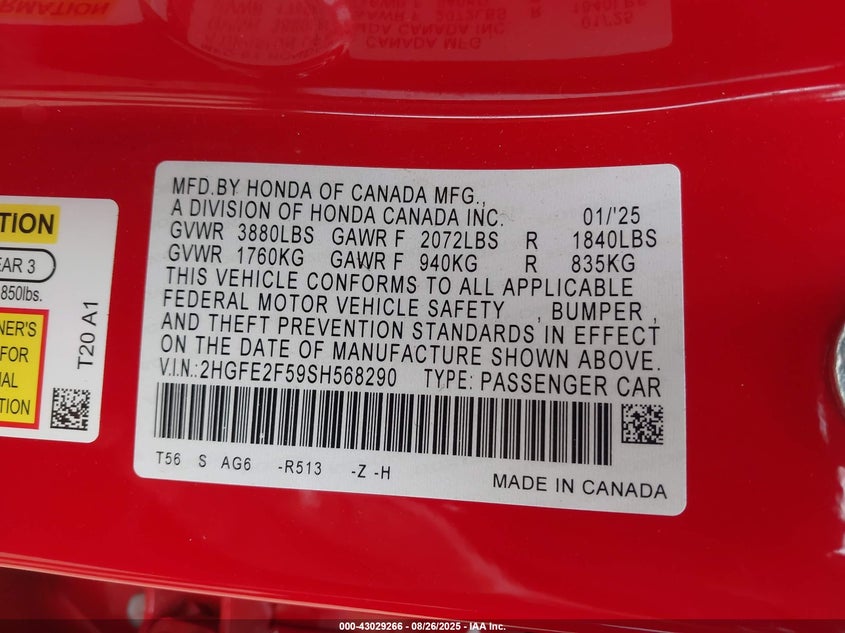 MFD.BY HONDA OF CANADA MFG.,
A DIVISION OF HONDA CANADA INC. 01/'25
GVWR 3880LBS GAWR F 2072LBS R 1840LBS
GVWR 1760KG GAWR F 940KG R 835KG
THIS VEHICLE CONFORMS TO ALL APPLICABLE
FEDERAL MOTOR VEHICLE SAFETY , BUMPER ,
AND THEFT PREVENTION STANDARDS IN EFFECT
ON THE DATE OF MANUFACTURE SHOWN ABOVE.
V.I.N.:2HGFE2F59SH568290 TYPE: PASSENGER CAR
T56 S AG6 -R513 -Z -H
MADE IN CANADA
TION
EAR 3
850lbs.
NER'S
FOR
IAL
TION
T20 A1
000-43029266 - 08/26/2025 - IAA Inc.